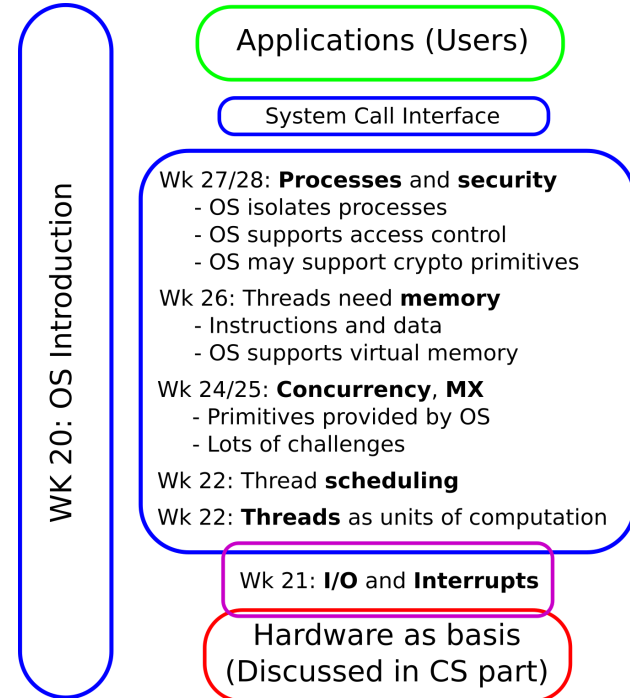 WK 20: OS Introduction
Applications (Users)
System Call Interface
Wk 27/28: Processes and security
- OS isolates processes
- OS supports access control
- OS may support crypto primitives
Wk 26: Threads need memory
- Instructions and data
- OS supports virtual memory
Wk 24/25: Concurrency, MX
- Primitives provided by OS
- Lots of challenges
Wk 22: Thread scheduling
Wk 22: Threads as units of computation
Wk 21: I/O and Interrupts
Hardware as basis
(Discussed in CS part)